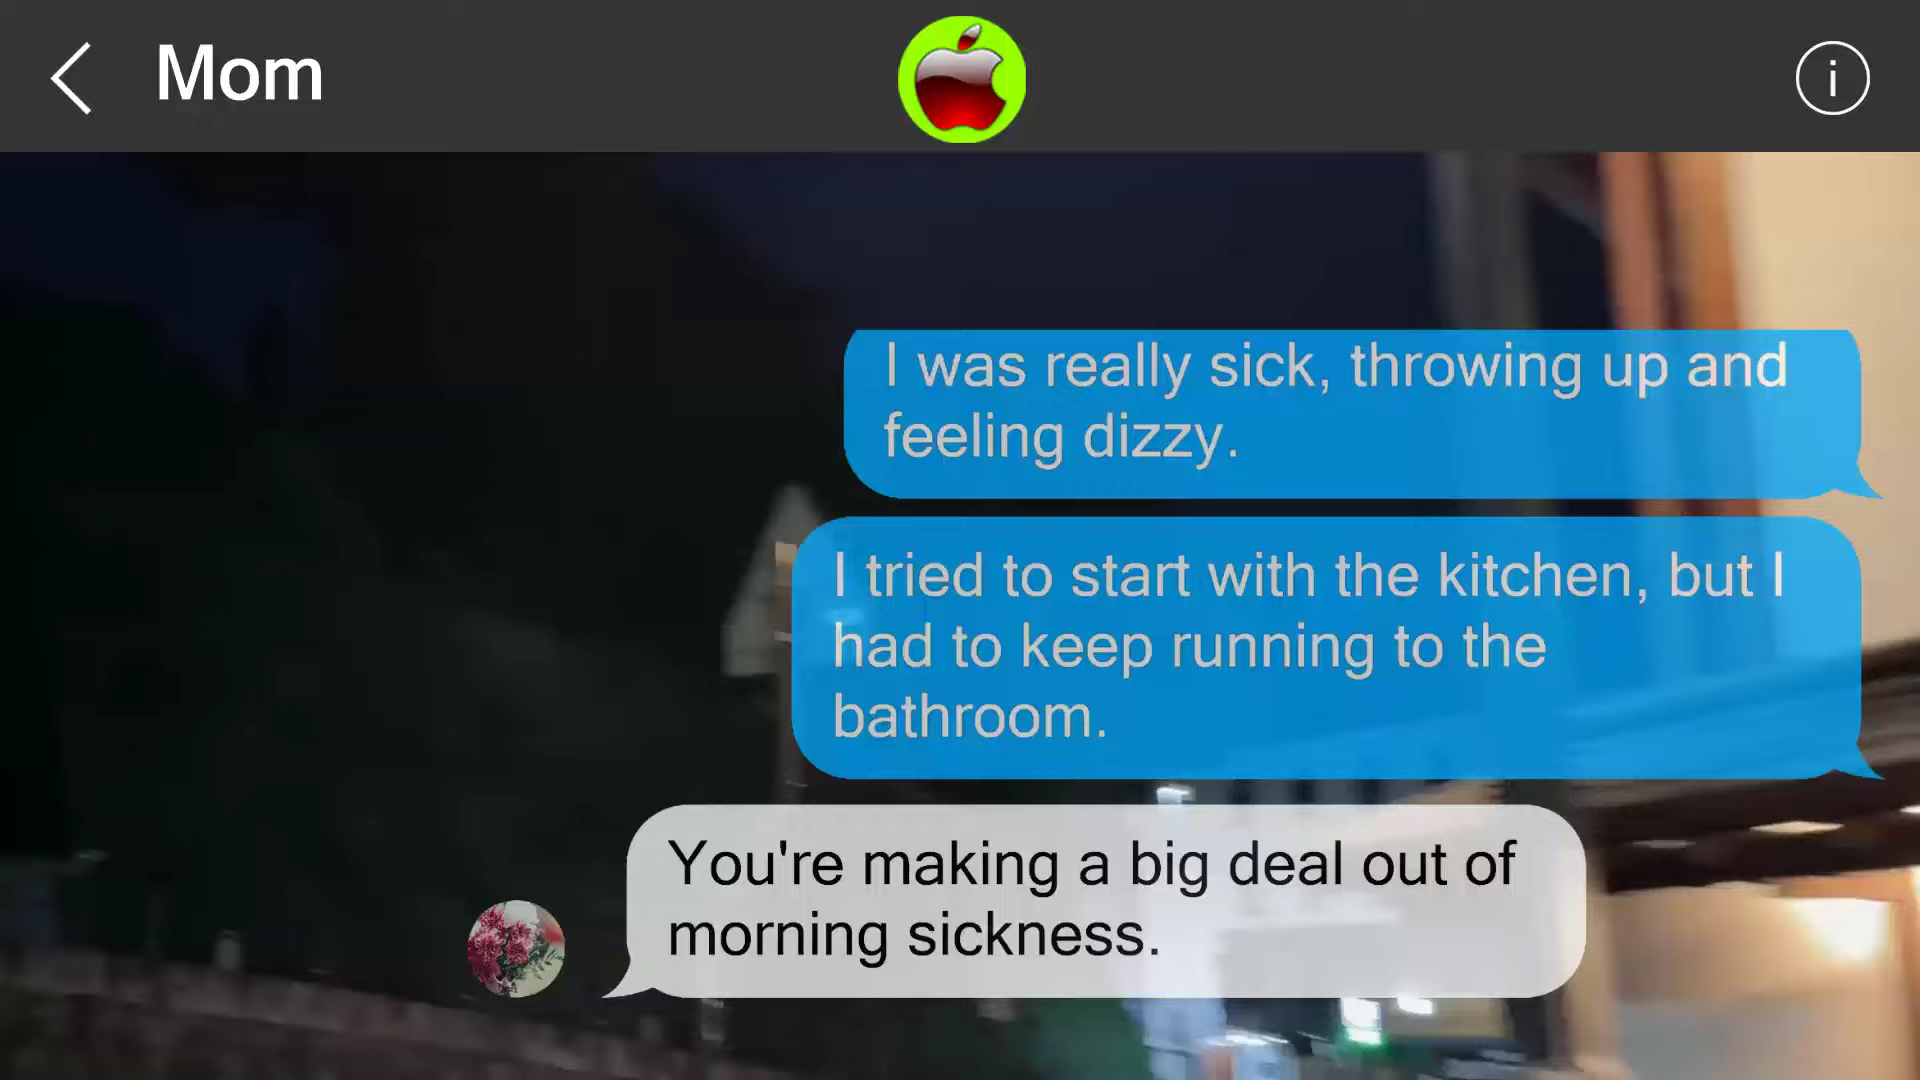 Mom
i
I was really sick, throwing up and
feeling dizzy.
I tried to start with the kitchen, but I
had to keep running to the
bathroom.
You're making a big deal out of
morning sickness.